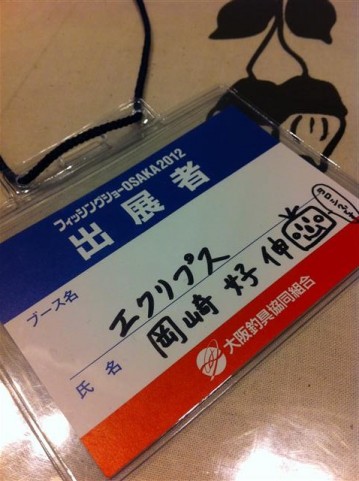 フィッシングショーOSAKA2012
出展者
ブース名
エクリプス
氏名
岡崎 好伸
大阪釣具協同組合